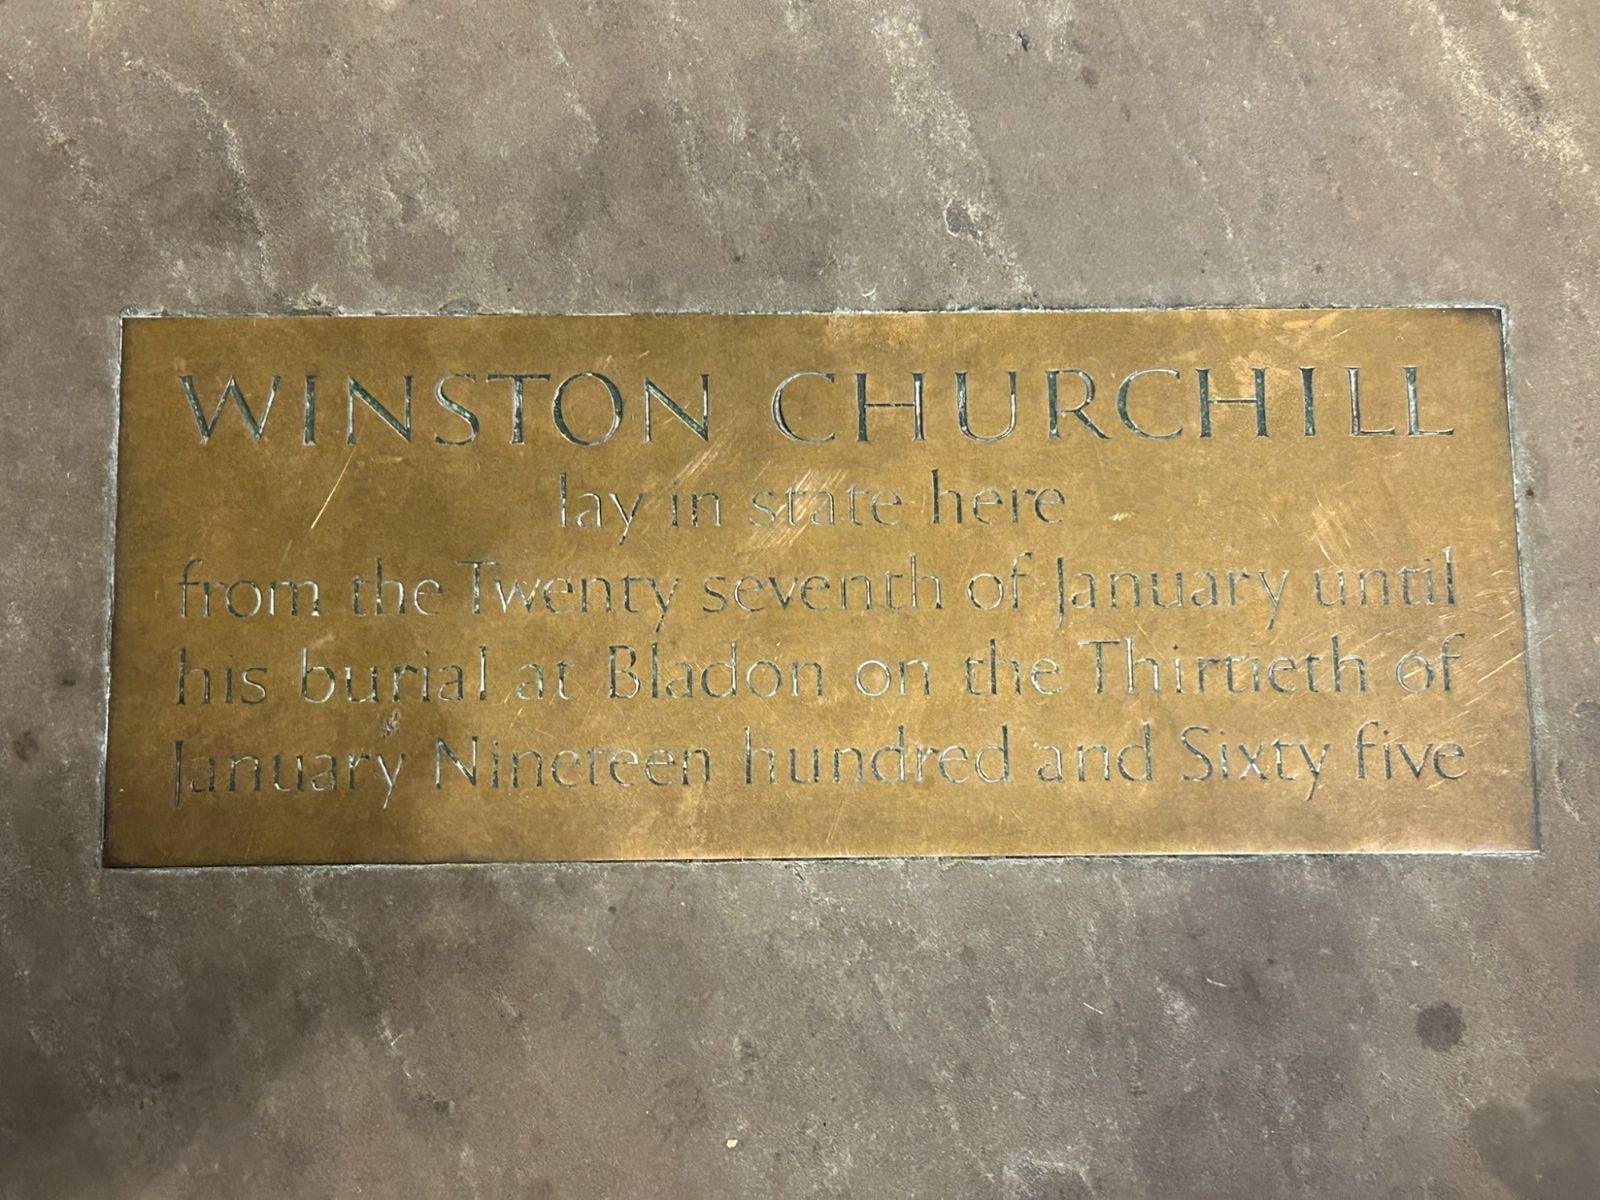 WINSTON CHURCHILL
lay in state here
from the Twenty seventh of January until
his burial at Bladon on the Thirtieth of
January Nineteen hundred and Sixty five